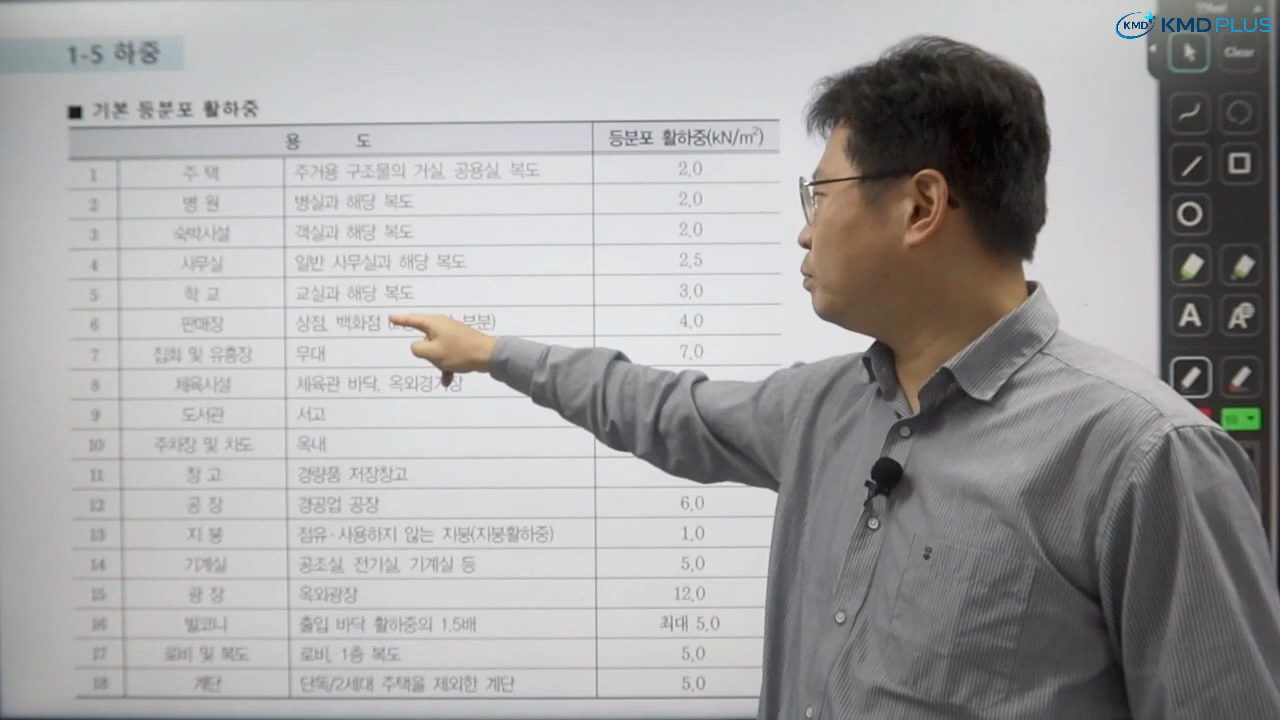 KMD KMD PLUS
Clear
1-5 하중
■ 기본 등분포 활하중
용 도 등분포 활하중(kN/m²)
1 주 택 주거용 구조물의 거실, 공용실, 복도 2.0
2 병 원 병실과 해당 복도 2.0
3 숙박시설 객실과 해당 복도 2.0
4 사무실 일반 사무실과 해당 복도 2.5
5 학 교 교실과 해당 복도 3.0
6 판매장 상점, 백화점 부분) 4.0
7 집회 및 유흥장 무대 7.0
8 체육시설 체육관 바닥, 옥외경기장
9 도서관 서고
10 주차장 및 차도 옥내
11 창 고 경량품 저장창고
12 공 장 경공업 공장 6.0
13 지 붕 점유·사용하지 않는 지붕(지붕활하중) 1.0
14 기계실 공조실, 전기실, 기계실 등 5.0
15 광 장 옥외광장 12.0
16 발코니 출입 바닥 활하중의 1.5배 최대 5.0
17 로비 및 복도 로비, 1층 복도 5.0
18 계단 단독/2세대 주택을 제외한 계단 5.0
A